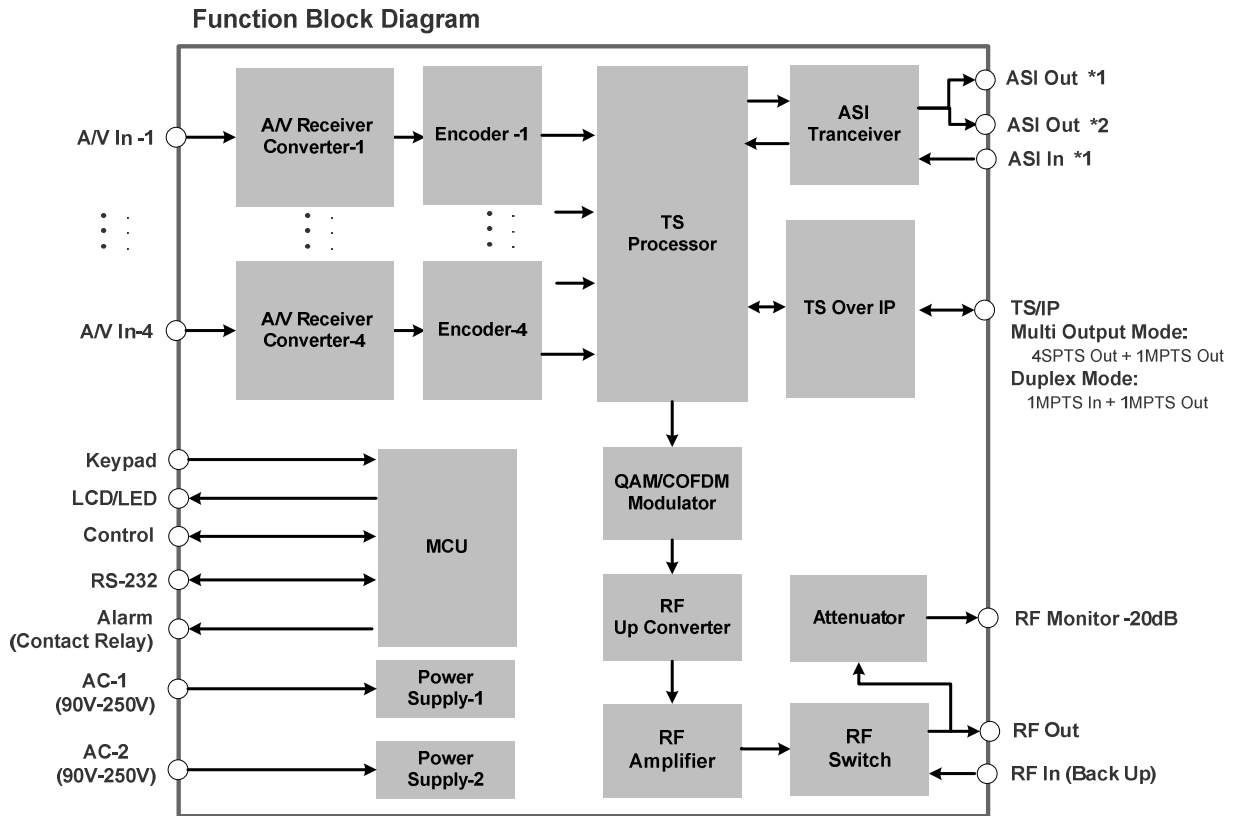 Function Block Diagram
A/V In -1
A/V Receiver
Converter-1
Encoder -1
TS
Processor
ASI
Tranceiver
ASI Out *1
ASI Out *2
ASI In *1
A/V In-4
A/V Receiver
Converter-4
Encoder-4
TS Over IP
TS/IP
Multi Output Mode:
4SPTS Out + 1MPTS Out
Duplex Mode:
1MPTS In + 1MPTS Out
Keypad
LCD/LED
Control
RS-232
Alarm
(Contact Relay)
MCU
AC-1
(90V-250V)
Power
Supply-1
AC-2
(90V-250V)
Power
Supply-2
QAM/COFDM
Modulator
RF
Up Converter
RF
Amplifier
RF
Switch
Attenuator
RF Monitor -20dB
RF Out
RF In (Back Up)